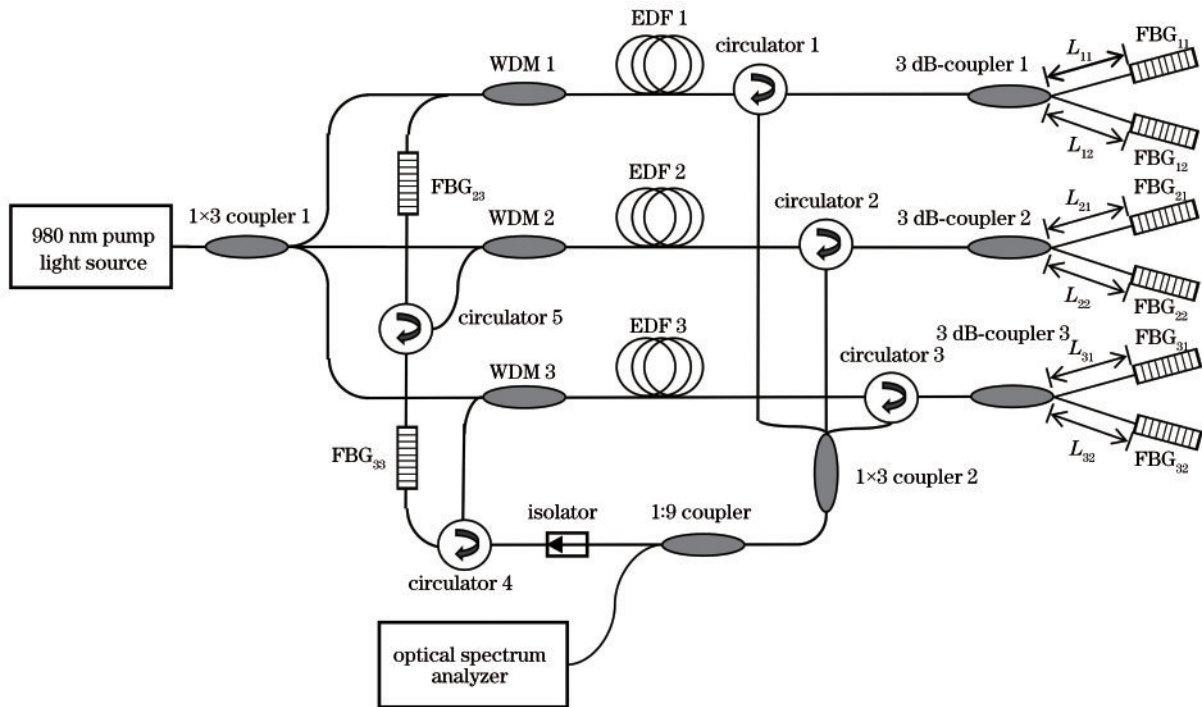 EDF 1
circulator 1
WDM 1
3 dB-coupler 1
L₁₁
FBG₁₁
L₁₂
FBG₁₂
FBG₂₃
EDF 2
circulator 2
1×3 coupler 1
WDM 2
3 dB-coupler 2
L₂₁
FBG₂₁
980 nm pump
light source
L₂₂
FBG₂₂
circulator 5
EDF 3
circulator 3
3 dB-coupler 3
L₃₁
FBG₃₁
WDM 3
L₃₂
FBG₃₂
FBG₃₃
1×3 coupler 2
isolator
1:9 coupler
circulator 4
optical spectrum
analyzer